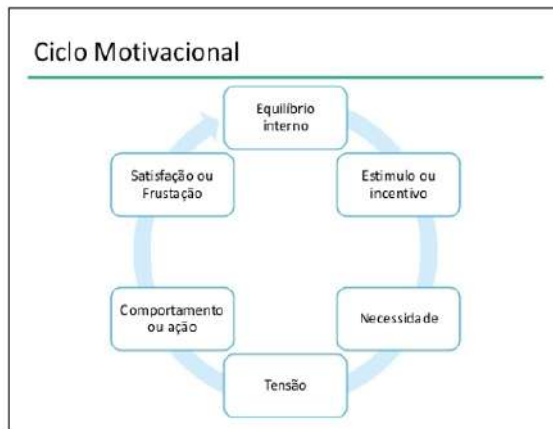 Ciclo Motivacional
Equilíbrio
interno
Estimulo ou
incentivo
Necessidade
Tensão
Comportamento
ou ação
Satisfação ou
Frustação